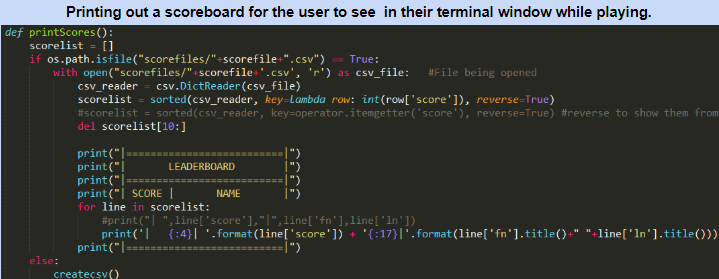 Printing out a scoreboard for the user to see  in their terminal window while playing.
def printScores():
    scorelist = []
    if os.path.isfile("scorefiles/"+scorefile+".csv") == True:
        with open("scorefiles/"+scorefile+'.csv', 'r') as csv_file:   #File being opened
            csv_reader = csv.DictReader(csv_file)
            scorelist = sorted(csv_reader, key=lambda row: int(row['score']), reverse=True)
            #scorelist = sorted(csv_reader, key=operator.itemgetter('score'), reverse=True) #reverse to show them from
            del scorelist[10:]

            print("|==========================|")
            print("|       LEADERBOARD        |")
            print("|==========================|")
            print("| SCORE |       NAME       |")
            for line in scorelist:
                #print("| ",line['score'],"|",line['fn'],line['ln'])
                print('|   {:4}| '.format(line['score']) + '{:17}|'.format(line['fn'].title()+" "+line['ln'].title()))
            print("|==========================|")
    else:
        createcsv()